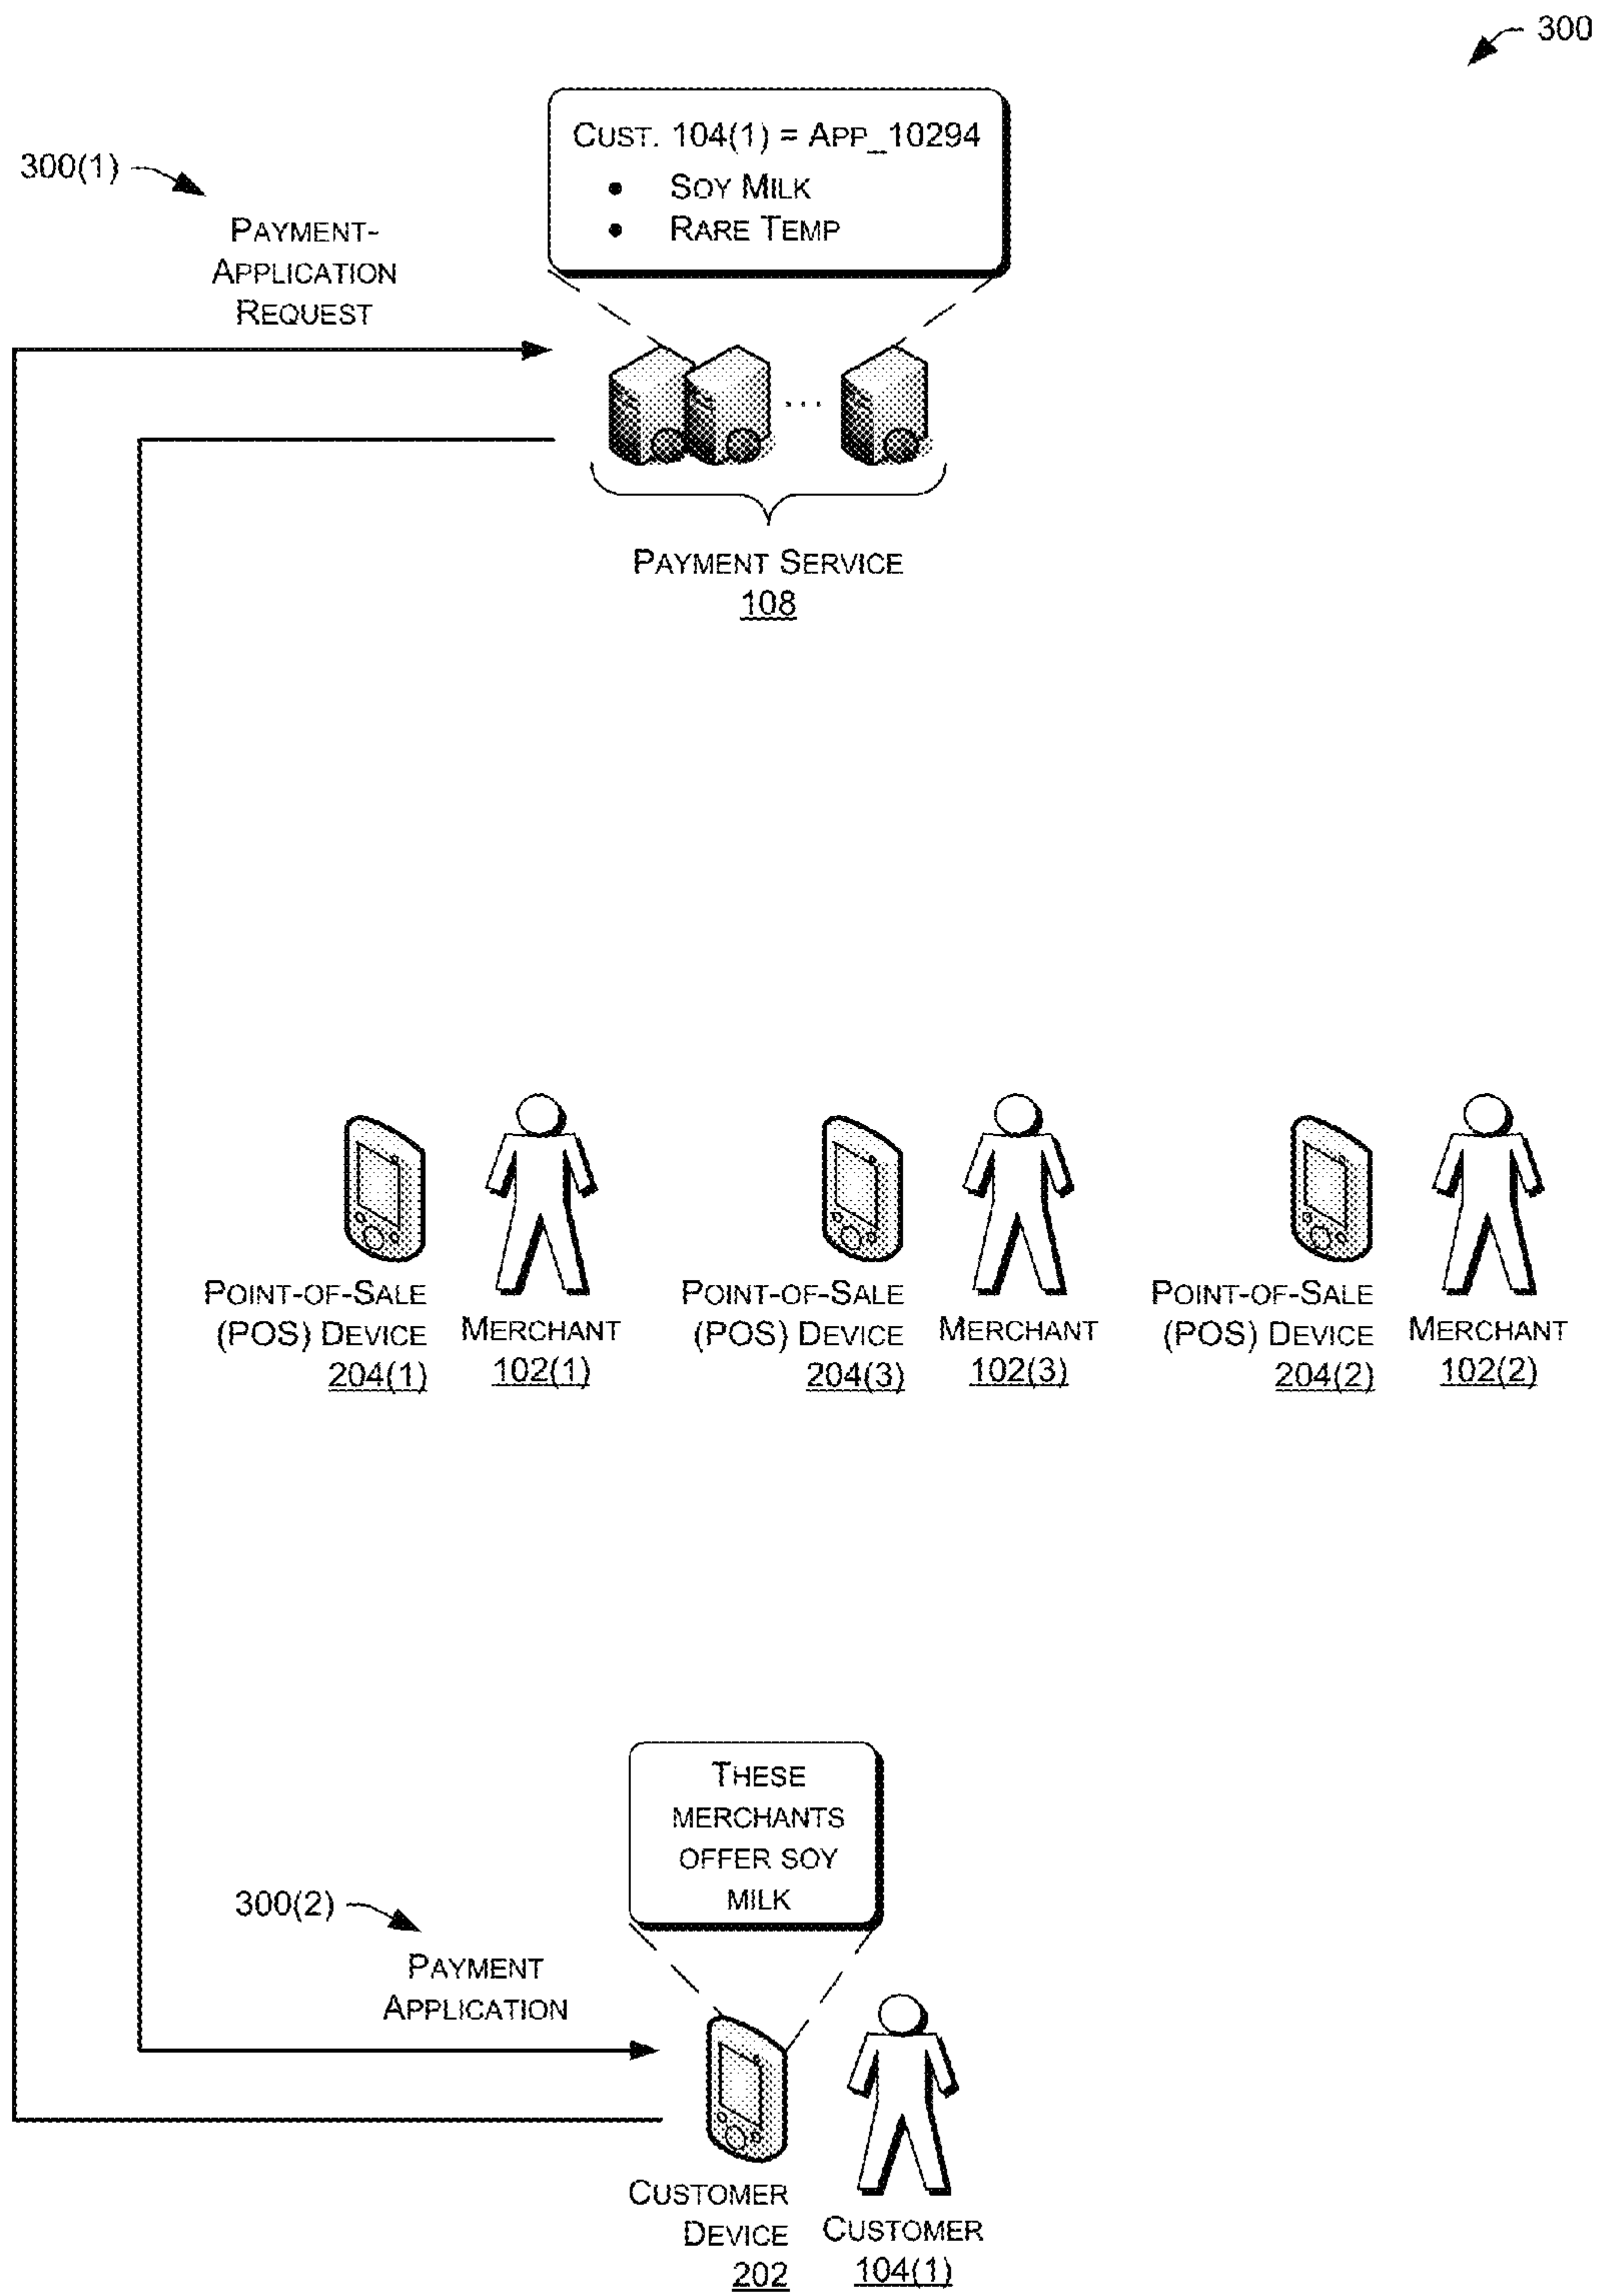 300
CUST. 104(1) = APP_10294
• SOY MILK
• RARE TEMP
300(1)
PAYMENT-
APPLICATION
REQUEST
...
PAYMENT SERVICE
108
POINT-OF-SALE
(POS) DEVICE
204(1)
MERCHANT
102(1)
POINT-OF-SALE
(POS) DEVICE
204(3)
MERCHANT
102(3)
POINT-OF-SALE
(POS) DEVICE
204(2)
MERCHANT
102(2)
THESE
MERCHANTS
OFFER SOY
MILK
300(2)
PAYMENT
APPLICATION
CUSTOMER
DEVICE
202
CUSTOMER
104(1)